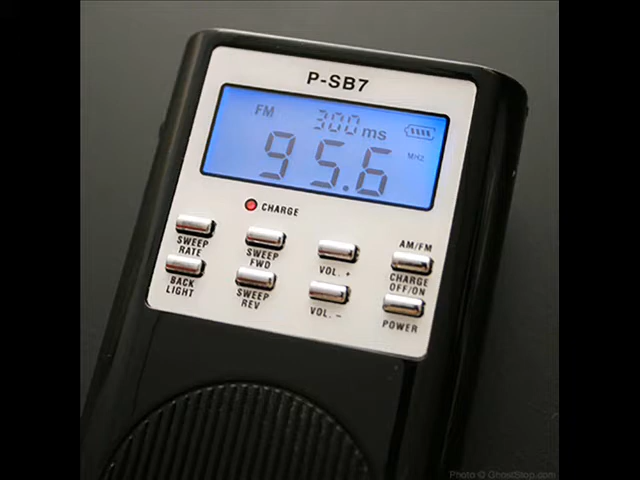 P-SB7
FM 300 ms
95.6 MHZ
CHARGE
SWEEP RATE
SWEEP FWD
VOL. +
AM/FM
BACK LIGHT
SWEEP REV
VOL. –
CHARGE OFF/ON
POWER
Photo © GhostStop.com